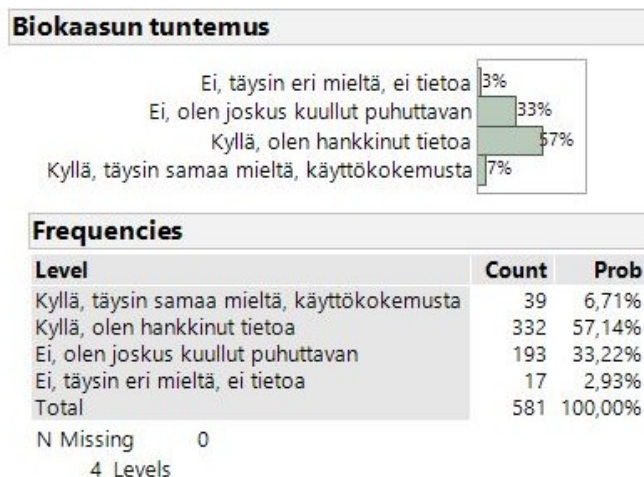 Biokaasun tuntemus
Ei, täysin eri mieltä, ei tietoa 3%
Ei, olen joskus kuullut puhuttavan 33%
Kyllä, olen hankkinut tietoa 57%
Kyllä, täysin samaa mieltä, käyttökokemusta 7%
Frequencies
Level Count Prob
Kyllä, täysin samaa mieltä, käyttökokemusta 39 6,71%
Kyllä, olen hankkinut tietoa 332 57,14%
Ei, olen joskus kuullut puhuttavan 193 33,22%
Ei, täysin eri mieltä, ei tietoa 17 2,93%
Total 581 100,00%
N Missing 0
4 Levels